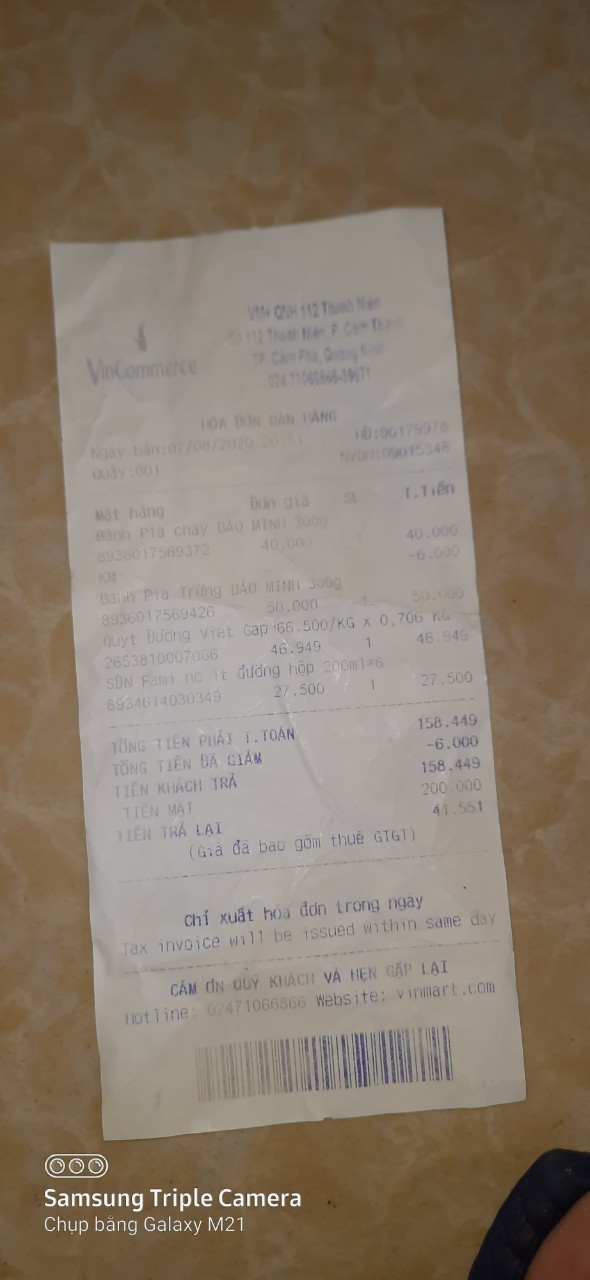 VinCommerce
VM+ QNH 112 Thanh Niên
Số 112 Thanh Niên, P. Cẩm Thành
TP. Cẩm Phả, Quảng Ninh
HÓA ĐƠN BÁN HÀNG
Ngày bán:07/08/2020 20:51 HĐ:00179978
Quầy:001 NVBH:09015348
Mặt hàng Đơn giá SL T.Tiền
Bánh Pía chay BẢO MINH 300g
8936017569372 40.000 1 40.000
KM -6.000
Bánh Pía Trứng BẢO MINH 300g
8936017569426 50.000 1 50.000
Quýt Đường Việt Gap 66.500/KG x 0,706 KG
2653810007066 46.949 1 46.949
SĐN Fami nc ít đường hộp 200ml*6
8934614030349 27.500 1 27.500
TỔNG TIỀN PHẢI T.TOÁN 158.449
TỔNG TIỀN ĐÃ GIẢM -6.000
TIỀN KHÁCH TRẢ 158.449
TIỀN MẶT 200.000
TIỀN TRẢ LẠI 41.551
(Giá đã bao gồm thuế GTGT)
Chỉ xuất hóa đơn trong ngày
Tax invoice will be issued within same day
CẢM ƠN QUÝ KHÁCH VÀ HẸN GẶP LẠI
Hotline: 02471066866 Website: vinmart.com
Samsung Triple Camera
Chụp bằng Galaxy M21